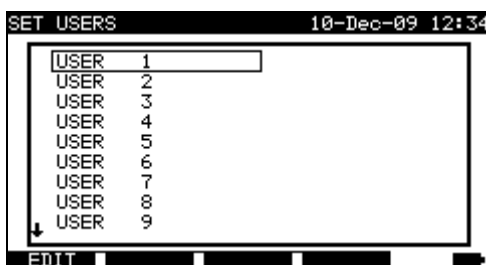 SET USERS 10-Dec-09 12:34
USER 1
USER 2
USER 3
USER 4
USER 5
USER 6
USER 7
USER 8
USER 9
EDIT